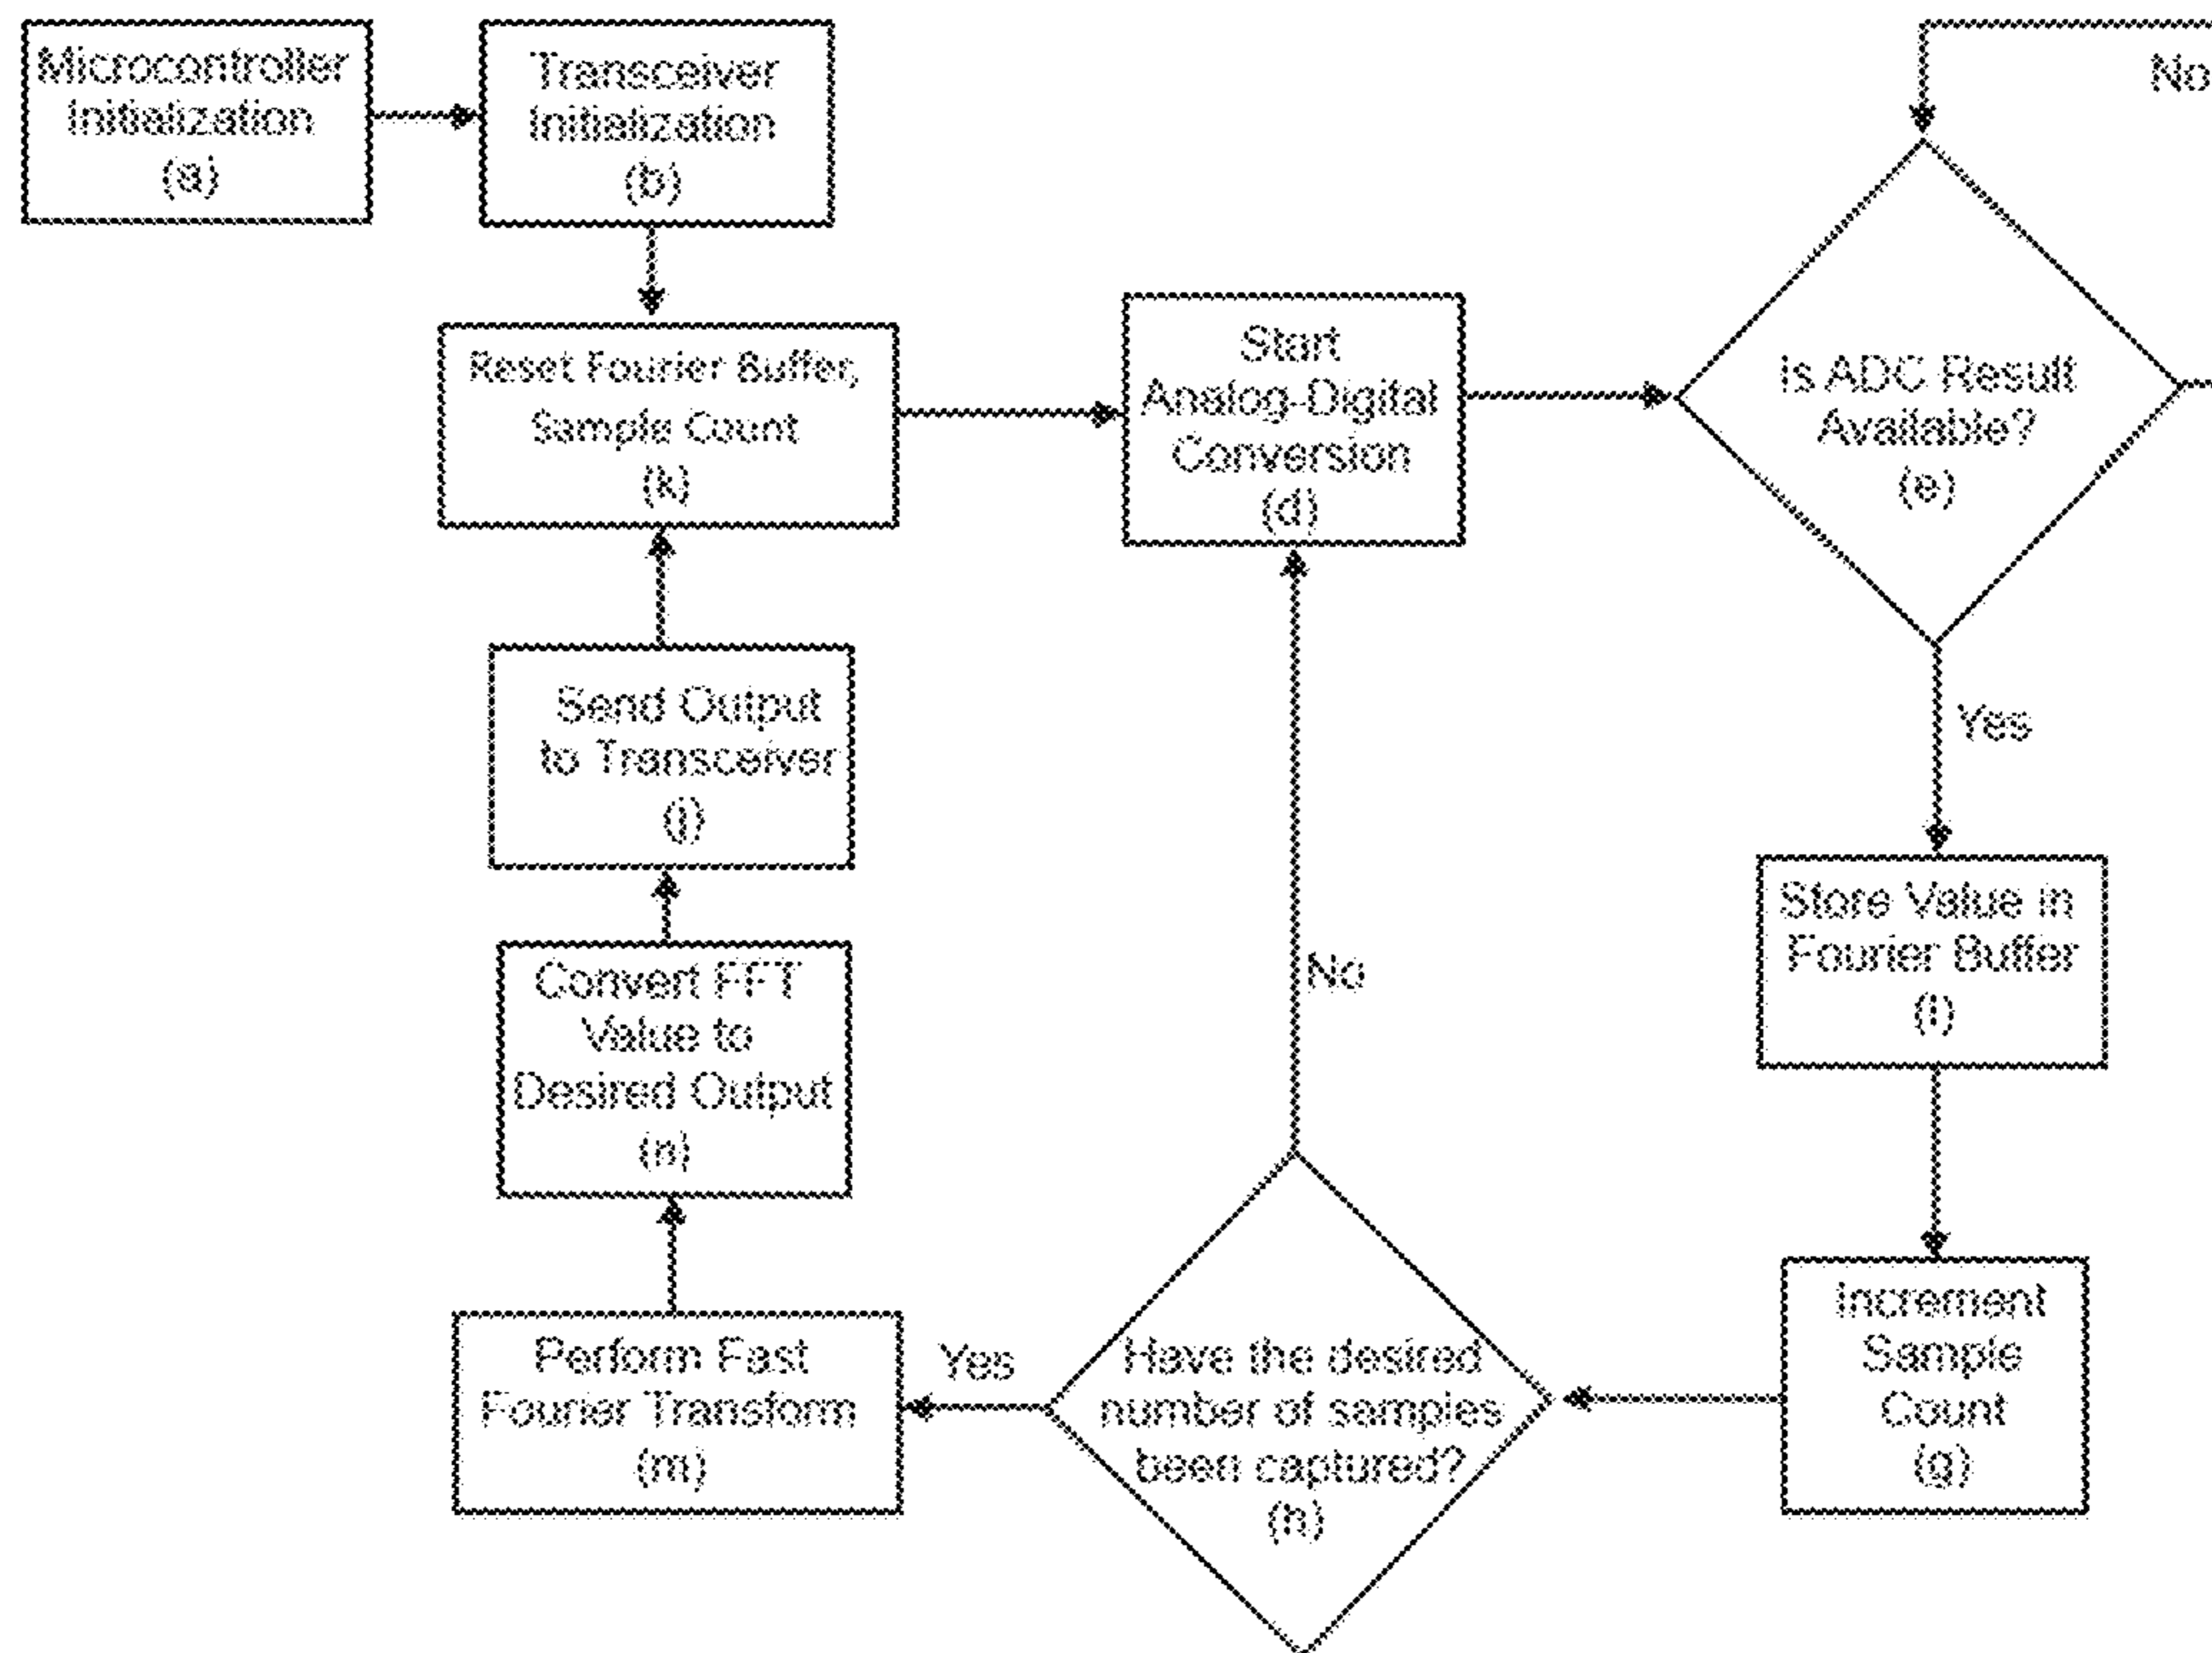 Microcontroller
Initialization
(a)
Transceiver
Initialization
(b)
No
Reset Fourier Buffer,
Sample Count
(k)
Start
Analog-Digital
Conversion
(d)
Is ADC Result
Available?
(e)
Yes
Send Output
to Transceiver
(j)
Store Value in
Fourier Buffer
(l)
Convert FFT
Value to
Desired Output
(n)
No
Increment
Sample
Count
(g)
Have the desired
number of samples
been captured?
(h)
Yes
Perform Fast
Fourier Transform
(m)